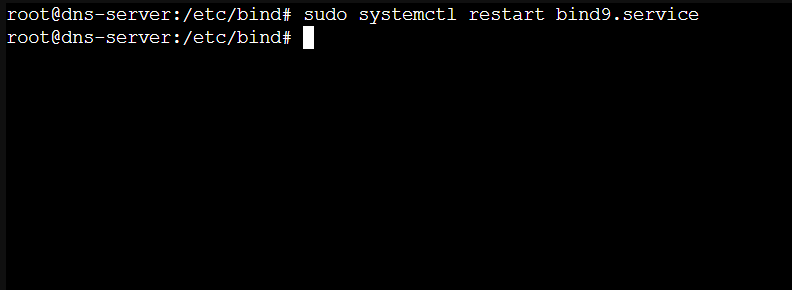 root@dns-server:/etc/bind# sudo systemctl restart bind9.service
root@dns-server:/etc/bind#